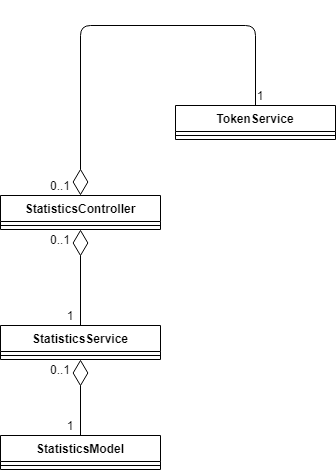 1
TokenService
0..1
StatisticsController
0..1
1
StatisticsService
0..1
1
StatisticsModel